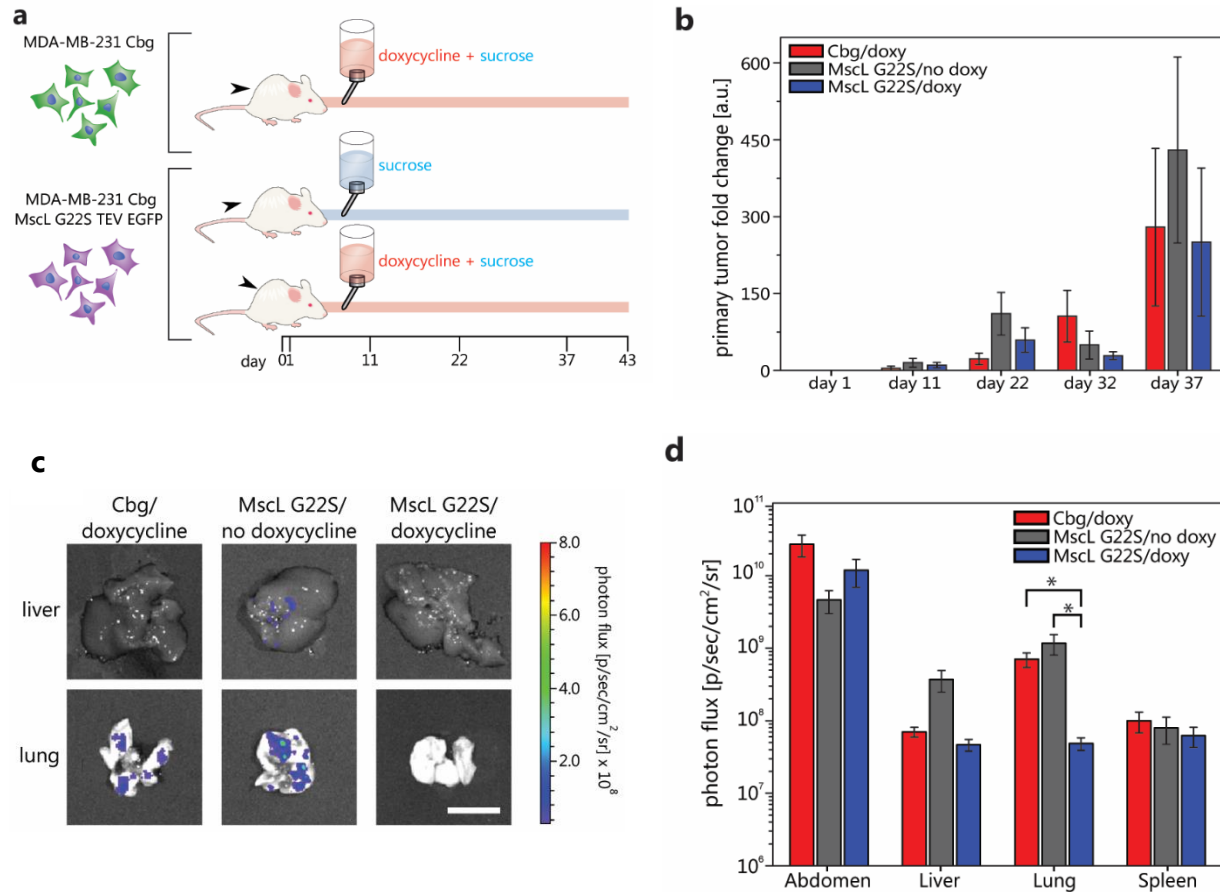 a
MDA-MB-231 Cbg
doxycycline + sucrose
sucrose
MDA-MB-231 Cbg
MscL G22S TEV EGFP
doxycycline + sucrose
day 01 11 22 37 43
b
Cbg/doxy
MscL G22S/no doxy
MscL G22S/doxy
primary tumor fold change [a.u.]
600
450
300
150
0
day 1 day 11 day 22 day 32 day 37
c
Cbg/
doxycycline
MscL G22S/
no doxycycline
MscL G22S/
doxycycline
liver
lung
8.0
6.0
4.0
2.0
photon flux [p/sec/cm²/sr] x 10⁸
d
Cbg/doxy
MscL G22S/no doxy
MscL G22S/doxy
photon flux [p/sec/cm²/sr]
10¹¹
10¹⁰
10⁹
10⁸
10⁷
10⁶
*
*
Abdomen Liver Lung Spleen